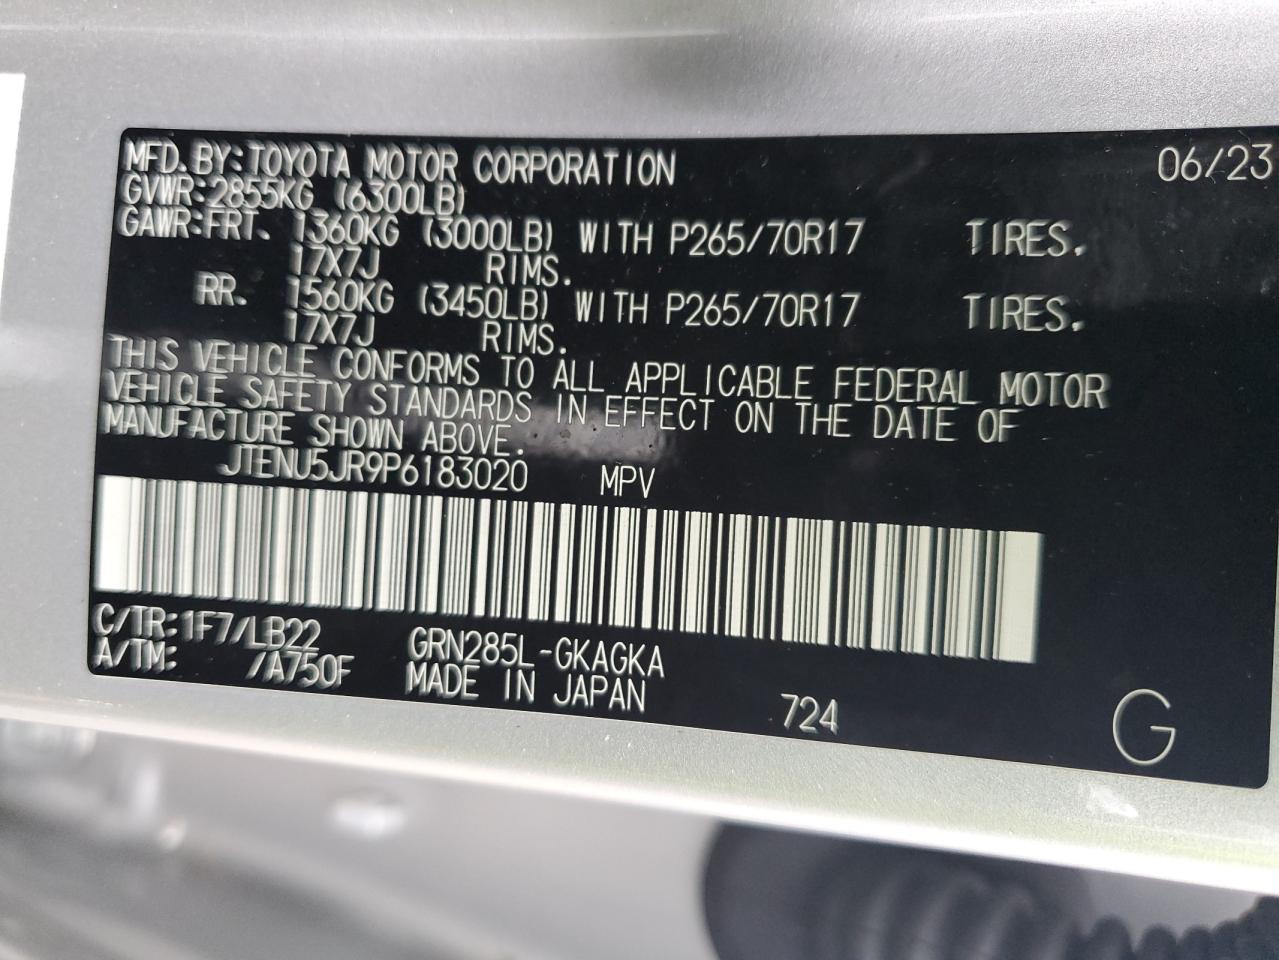 MFD. BY: TOYOTA MOTOR CORPORATION 06/23
GVWR: 2855KG (6300LB)
GAWR: FRT. 1360KG (3000LB) WITH P265/70R17 TIRES.
17X7J RIMS.
RR. 1560KG (3450LB) WITH P265/70R17 TIRES.
17X7J RIMS.
THIS VEHICLE CONFORMS TO ALL APPLICABLE FEDERAL MOTOR
VEHICLE SAFETY STANDARDS IN EFFECT ON THE DATE OF
MANUFACTURE SHOWN ABOVE.
JTENU5JR9P6183020 MPV
C/TR: 1F7/LB22 GRN285L-GKAGKA
A/TM: /A750F MADE IN JAPAN
724
G